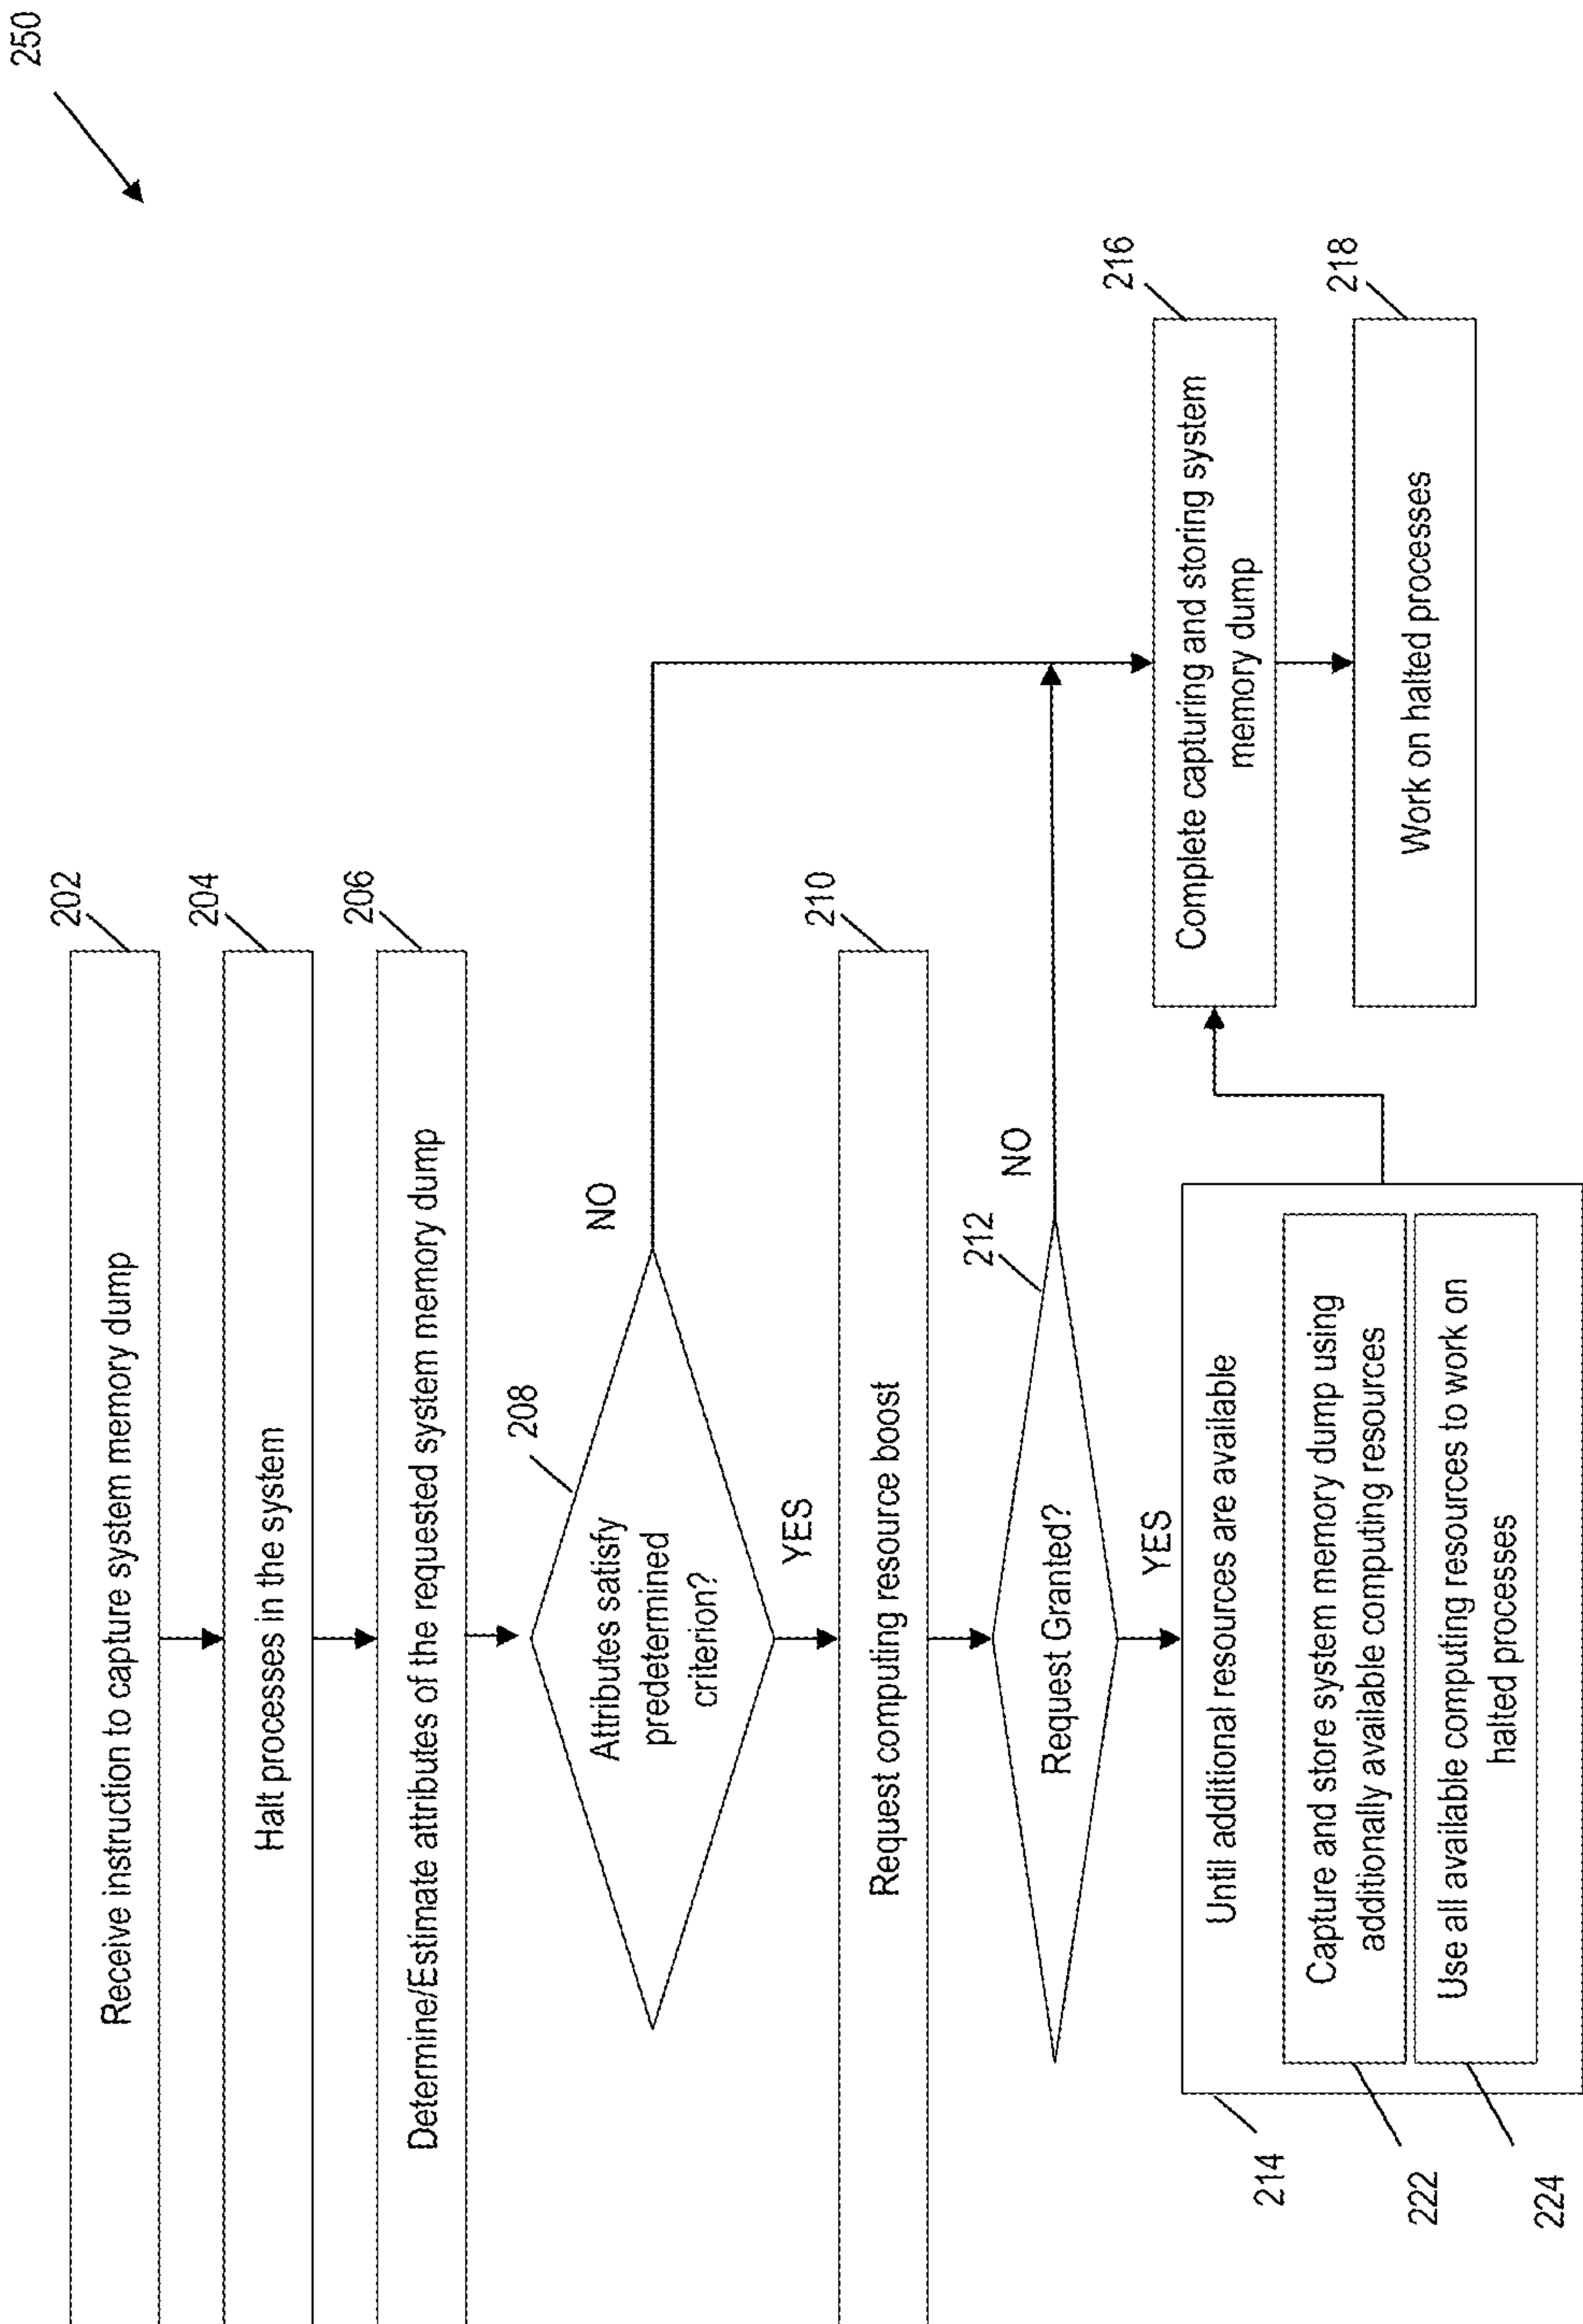 250
202
Receive instruction to capture system memory dump
204
Halt processes in the system
206
Determine/Estimate attributes of the requested system memory dump
208
Attributes satisfy
predetermined
criterion?
NO
YES
210
Request computing resource boost
212
Request Granted?
NO
YES
214
Until additional resources are available
222
Capture and store system memory dump using
additionally available computing resources
224
Use all available computing resources to work on
halted processes
216
Complete capturing and storing system
memory dump
218
Work on halted processes